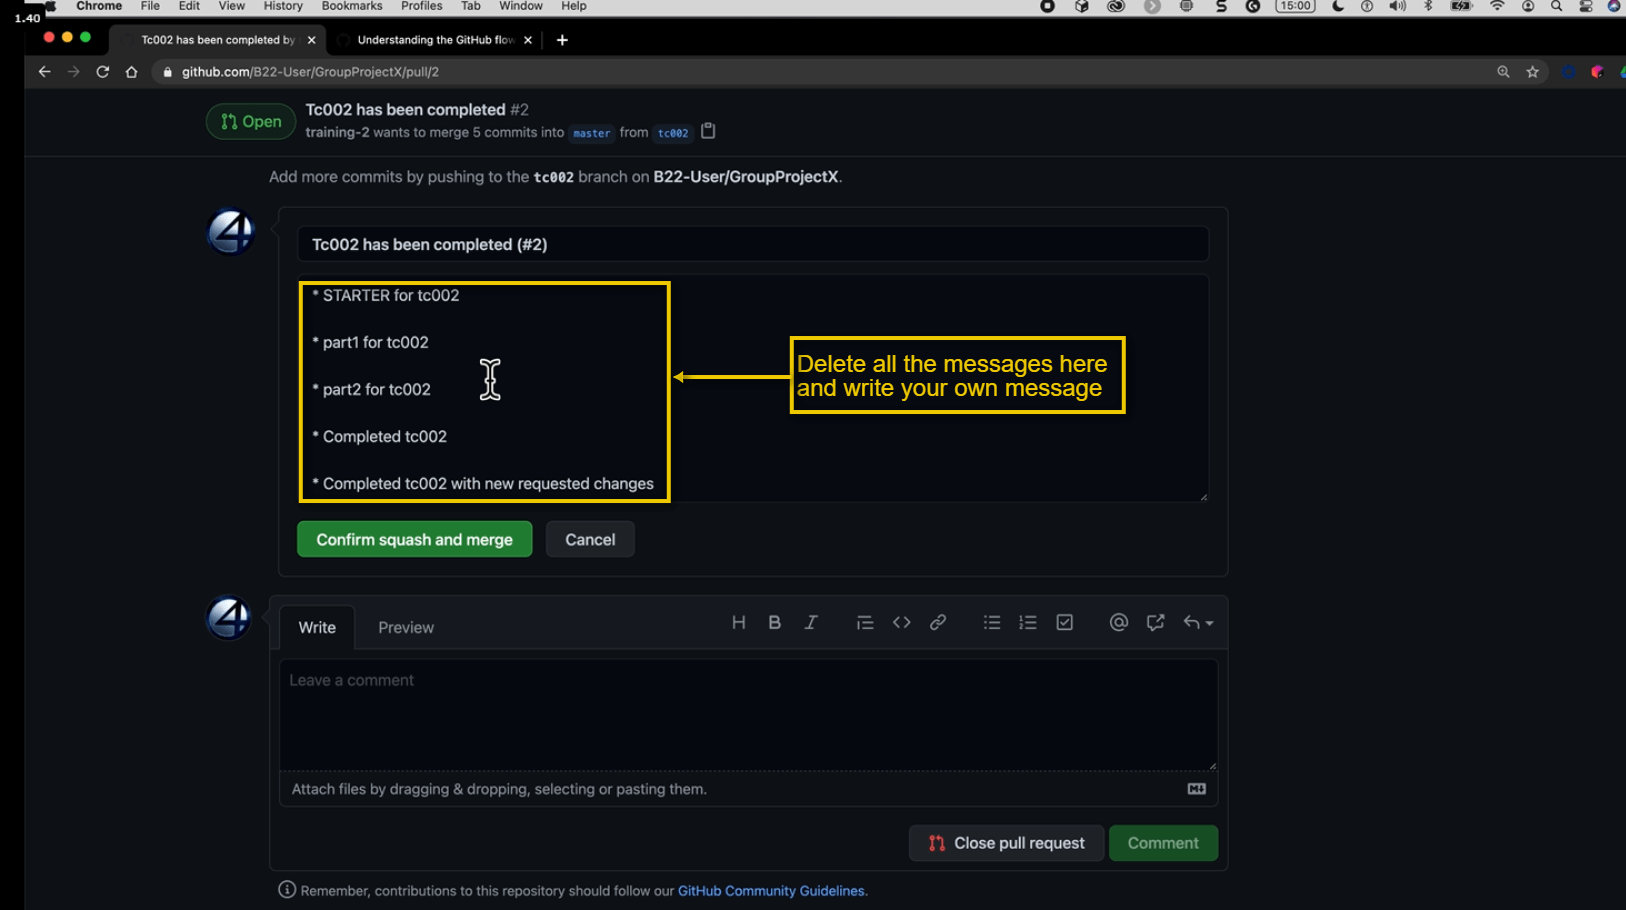 Chrome File Edit View History Bookmarks Profiles Tab Window Help 15:00
1.40
Tc002 has been completed by × Understanding the GitHub flow × +
github.com/B22-User/GroupProjectX/pull/2
Open
Tc002 has been completed #2
training-2 wants to merge 5 commits into master from tc002
Add more commits by pushing to the tc002 branch on B22-User/GroupProjectX.
Tc002 has been completed (#2)
* STARTER for tc002
* part1 for tc002
* part2 for tc002
* Completed tc002
* Completed tc002 with new requested changes
Delete all the messages here
and write your own message
Confirm squash and merge Cancel
Write Preview H B I
Leave a comment
Attach files by dragging & dropping, selecting or pasting them.
Close pull request Comment
Remember, contributions to this repository should follow our GitHub Community Guidelines.